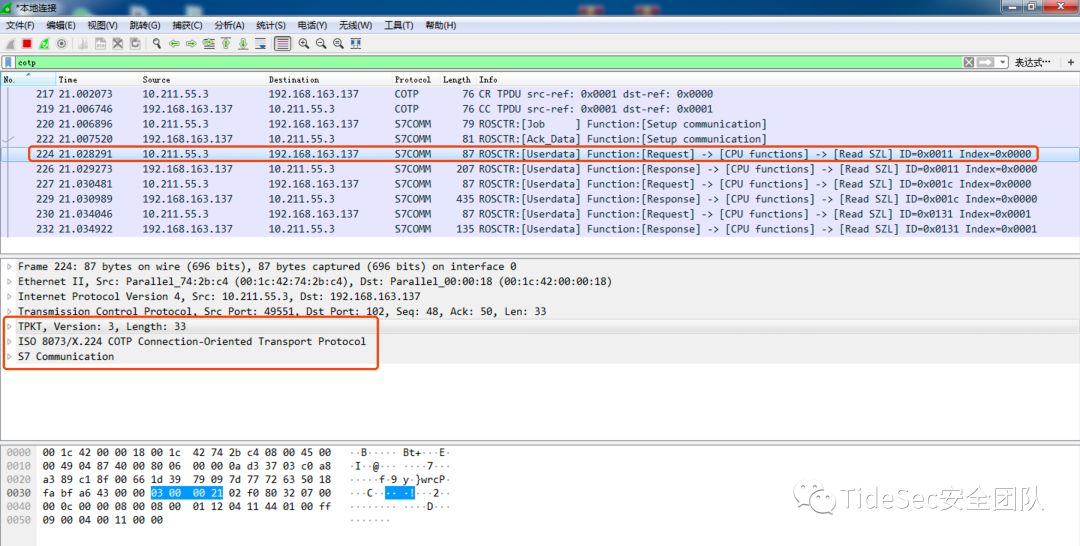 *本地连接
文件(F) 编辑(E) 视图(V) 跳转(G) 捕获(C) 分析(A) 统计(S) 电话(Y) 无线(W) 工具(T) 帮助(H)
cotp 表达式… +
No. Time Source Destination Protocol Length Info
217 21.002073 10.211.55.3 192.168.163.137 COTP 76 CR TPDU src-ref: 0x0001 dst-ref: 0x0000
219 21.006746 192.168.163.137 10.211.55.3 COTP 76 CC TPDU src-ref: 0x0001 dst-ref: 0x0001
220 21.006896 10.211.55.3 192.168.163.137 S7COMM 79 ROSCTR:[Job ] Function:[Setup communication]
222 21.007520 192.168.163.137 10.211.55.3 S7COMM 81 ROSCTR:[Ack_Data] Function:[Setup communication]
224 21.028291 10.211.55.3 192.168.163.137 S7COMM 87 ROSCTR:[Userdata] Function:[Request] -> [CPU functions] -> [Read SZL] ID=0x0011 Index=0x0000
226 21.029273 192.168.163.137 10.211.55.3 S7COMM 207 ROSCTR:[Userdata] Function:[Response] -> [CPU functions] -> [Read SZL] ID=0x0011 Index=0x0000
227 21.030481 10.211.55.3 192.168.163.137 S7COMM 87 ROSCTR:[Userdata] Function:[Request] -> [CPU functions] -> [Read SZL] ID=0x001c Index=0x0000
229 21.030989 192.168.163.137 10.211.55.3 S7COMM 435 ROSCTR:[Userdata] Function:[Response] -> [CPU functions] -> [Read SZL] ID=0x001c Index=0x0000
230 21.034046 10.211.55.3 192.168.163.137 S7COMM 87 ROSCTR:[Userdata] Function:[Request] -> [CPU functions] -> [Read SZL] ID=0x0131 Index=0x0001
232 21.034922 192.168.163.137 10.211.55.3 S7COMM 135 ROSCTR:[Userdata] Function:[Response] -> [CPU functions] -> [Read SZL] ID=0x0131 Index=0x0001
Frame 224: 87 bytes on wire (696 bits), 87 bytes captured (696 bits) on interface 0
Ethernet II, Src: Parallel_74:2b:c4 (00:1c:42:74:2b:c4), Dst: Parallel_00:00:18 (00:1c:42:00:00:18)
Internet Protocol Version 4, Src: 10.211.55.3, Dst: 192.168.163.137
Transmission Control Protocol, Src Port: 49551, Dst Port: 102, Seq: 48, Ack: 50, Len: 33
TPKT, Version: 3, Length: 33
ISO 8073/X.224 COTP Connection-Oriented Transport Protocol
S7 Communication
0000 00 1c 42 00 00 18 00 1c 42 74 2b c4 08 00 45 00 ··B····· Bt+···E·
0010 00 49 04 87 40 00 80 06 00 00 0a d3 37 03 c0 a8 ·I··@··· ····7···
0020 a3 89 c1 8f 00 66 1d 39 79 09 7d 77 72 63 50 18 ·····f·9 y·}wrcP·
0030 fa bf a6 43 00 00 03 00 00 21 02 f0 80 32 07 00 ···C···· ·!···2··
0040 00 0c 00 00 08 00 08 00 01 12 04 11 44 01 00 ff ········ ····D···
0050 09 00 04 00 11 00 00 ·······
TideSec安全团队